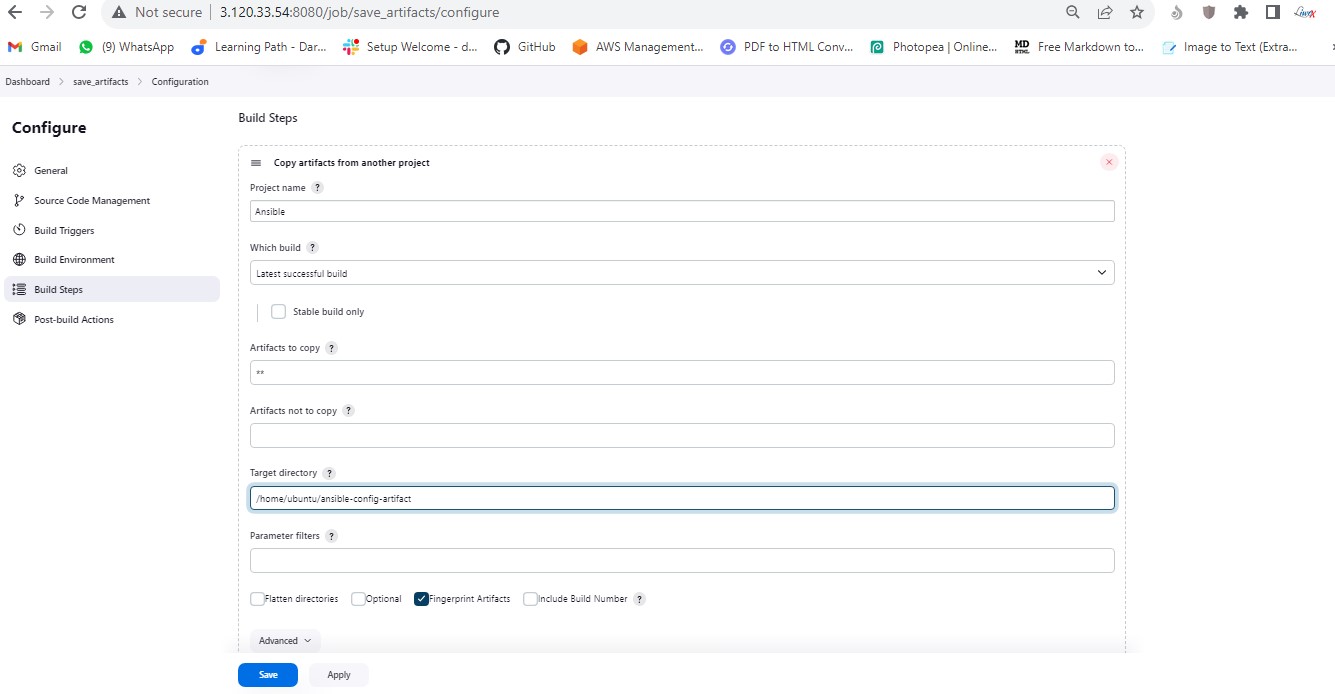 Not secure 3.120.33.54:8080/job/save_artifacts/configure
Gmail (9) WhatsApp Learning Path - Dar... Setup Welcome - d... GitHub AWS Management... PDF to HTML Conv... Photopea | Online... MD Free Markdown to... Image to Text (Extra...
Dashboard save_artifacts Configuration
Configure
General
Source Code Management
Build Triggers
Build Environment
Build Steps
Post-build Actions
Build Steps
Copy artifacts from another project
Project name ?
Ansible
Which build ?
Latest successful build
Stable build only
Artifacts to copy ?
**
Artifacts not to copy ?
Target directory ?
/home/ubuntu/ansible-config-artifact
Parameter filters ?
Flatten directories Optional Fingerprint Artifacts Include Build Number ?
Advanced
Save Apply